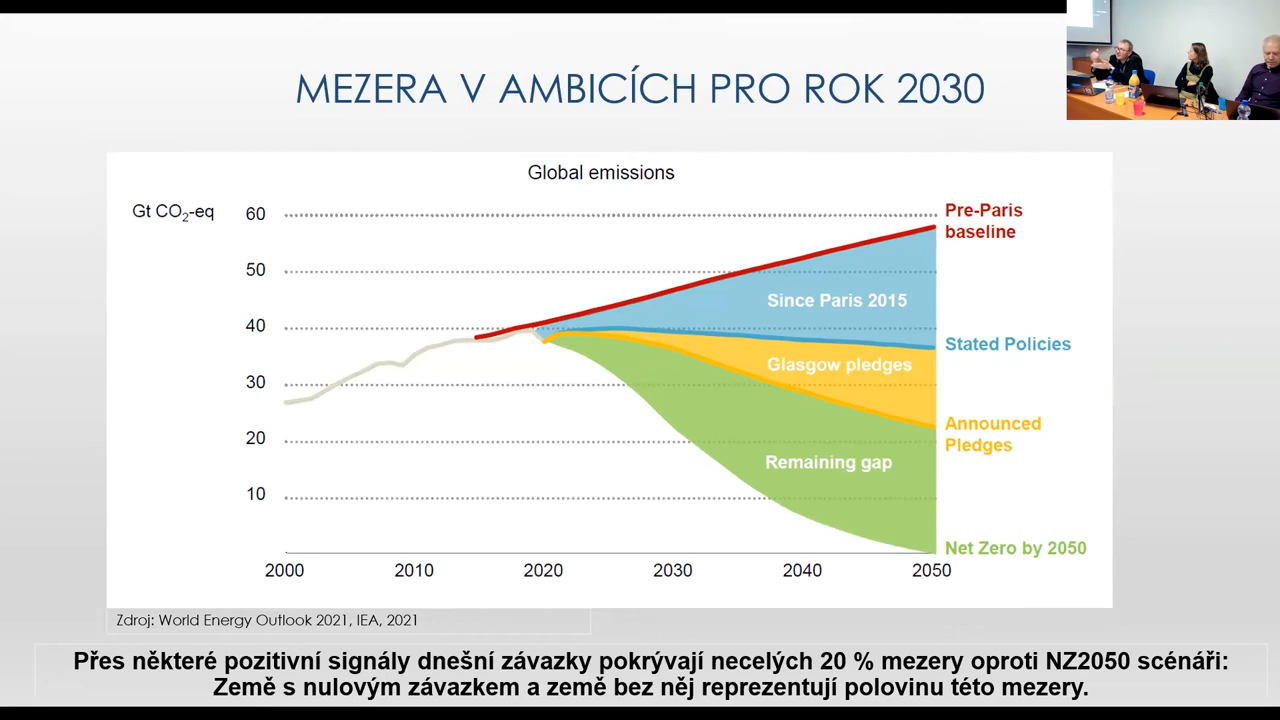 MEZERA V AMBICÍCH PRO ROK 2030
Global emissions
Gt CO₂-eq
60
50
40
30
20
10
Pre-Paris
baseline
Since Paris 2015
Stated Policies
Glasgow pledges
Announced
Pledges
Remaining gap
Net Zero by 2050
2000 2010 2020 2030 2040 2050
Zdroj: World Energy Outlook 2021, IEA, 2021
Přes některé pozitivní signály dnešní závazky pokrývají necelých 20 % mezery oproti NZ2050 scénáři:
Země s nulovým závazkem a země bez něj reprezentují polovinu této mezery.